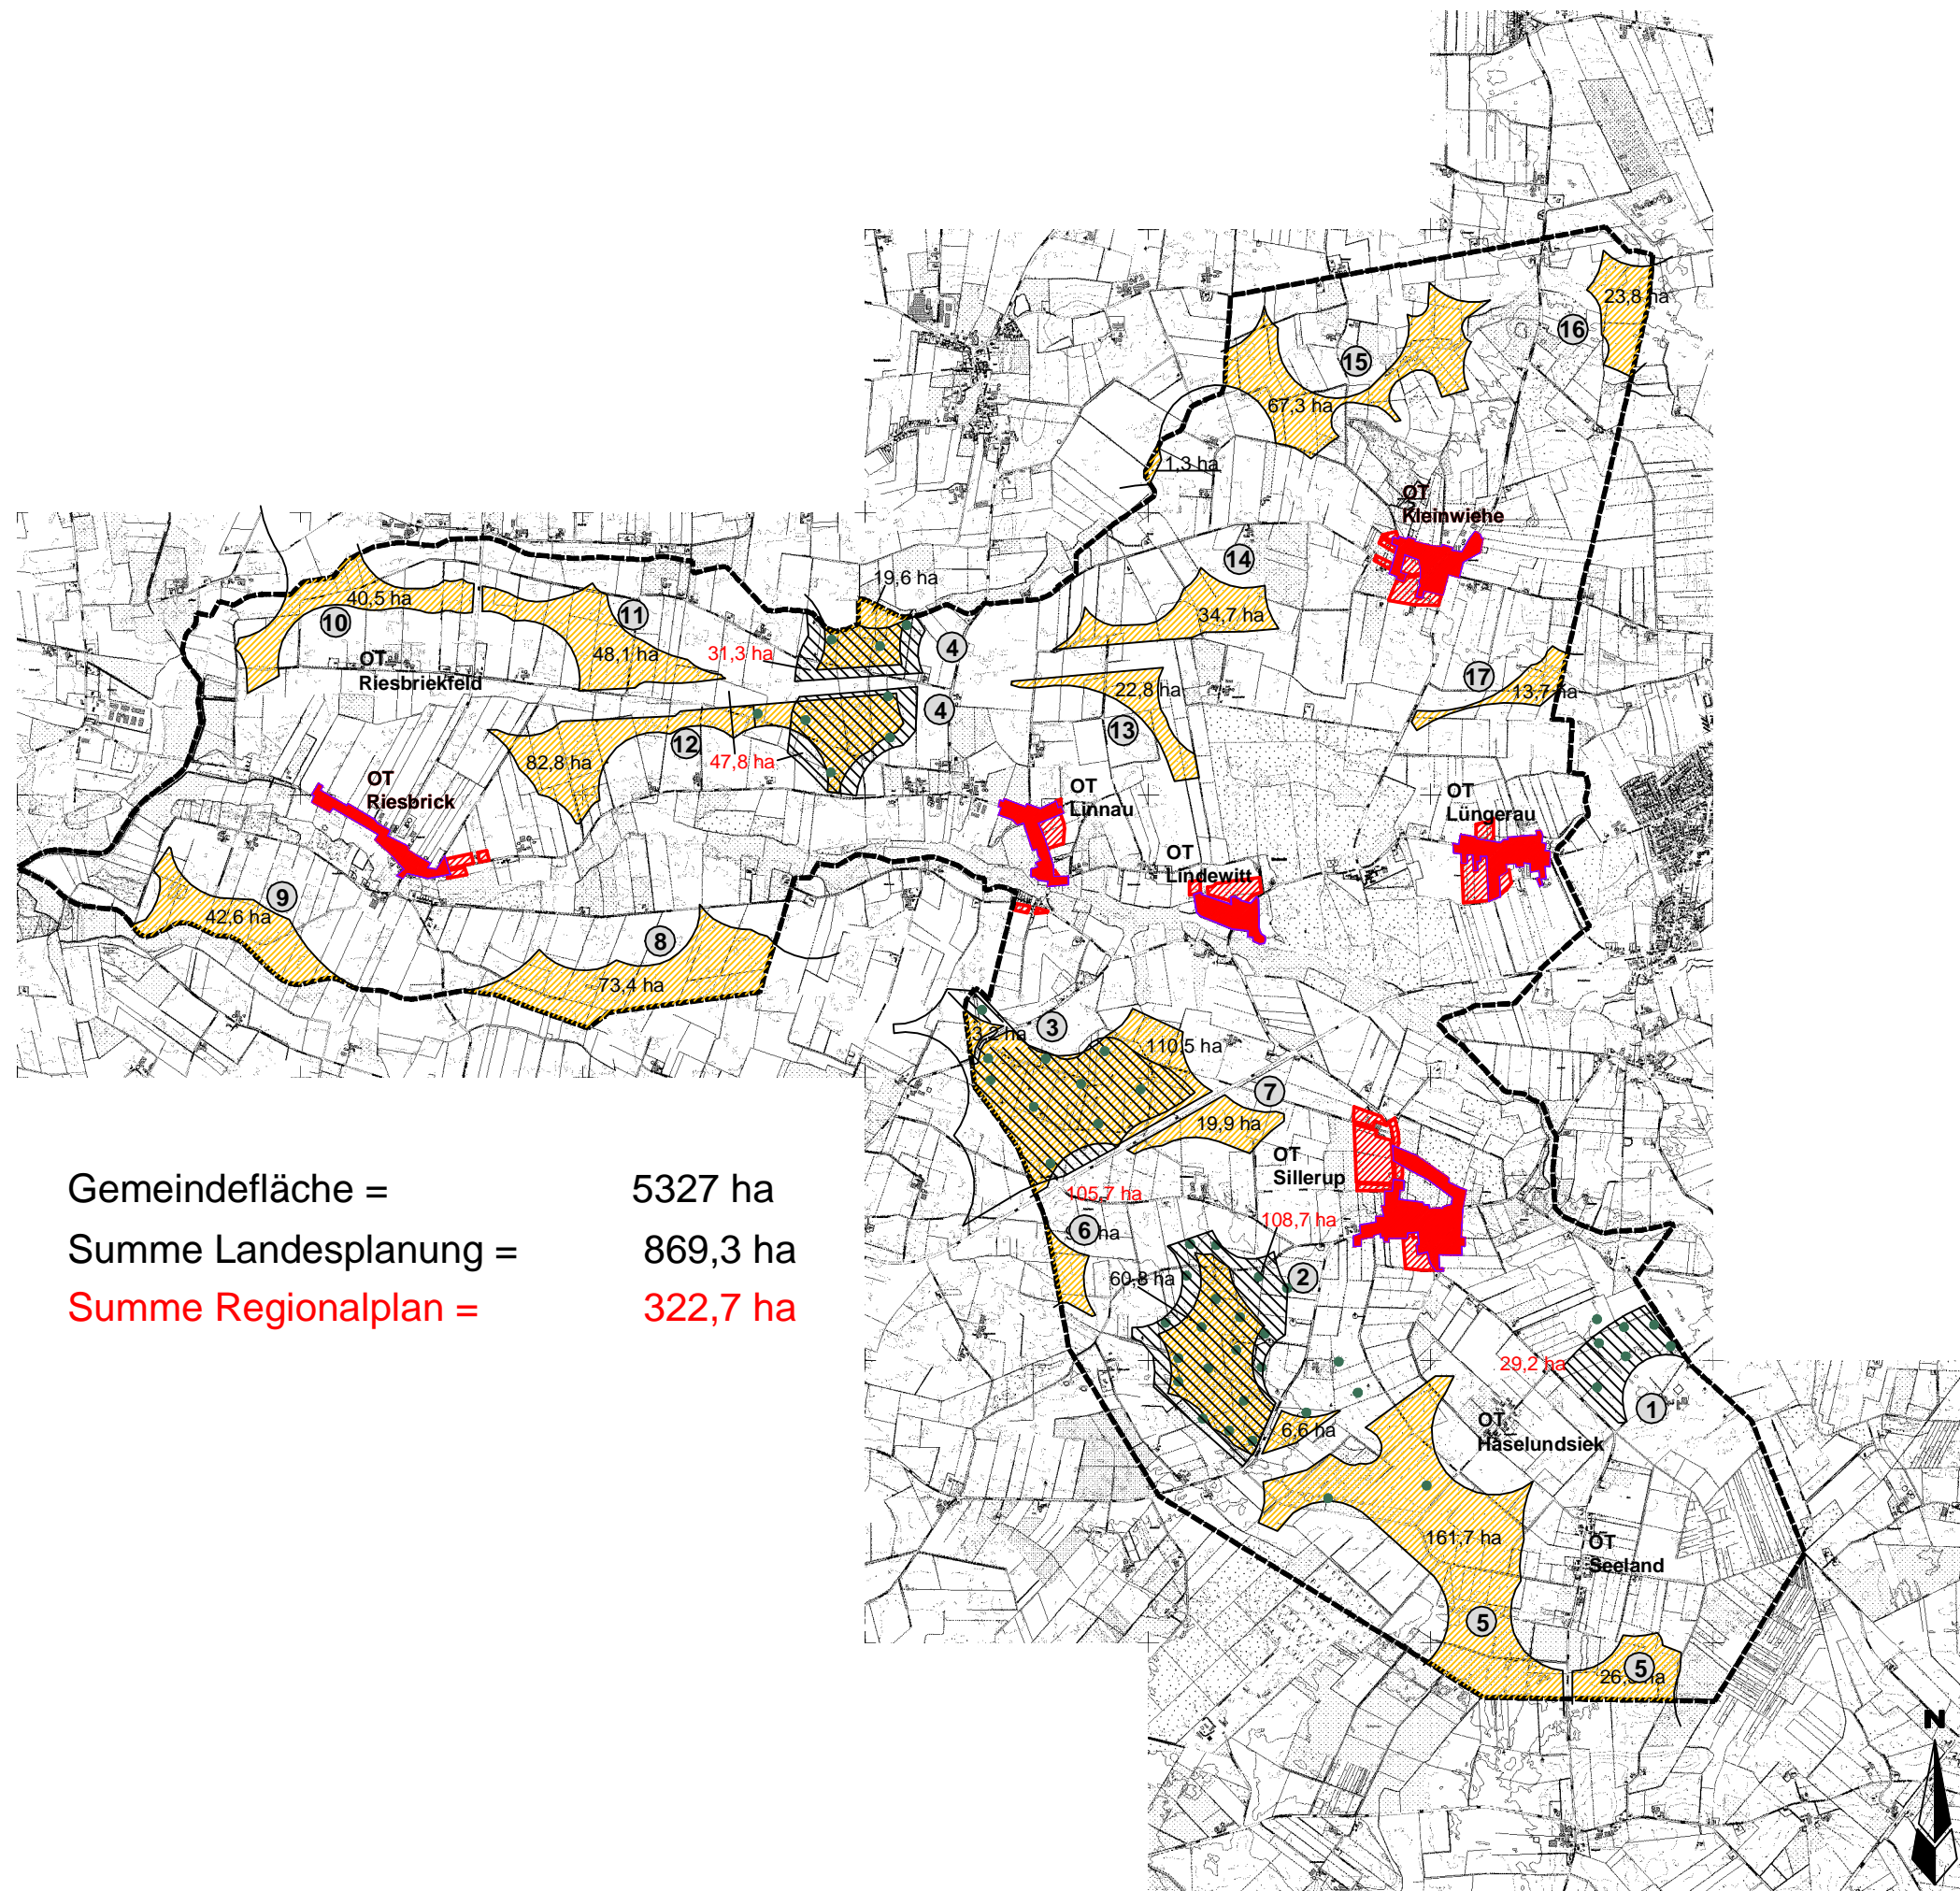 23,8 ha
16
15
67,3 ha
1,3 ha
OT
Kleinwiehe
14
34,7 ha
19,6 ha
40,5 ha
10
11
48,1 ha
31,3 ha
4
OT
Riesbriekfeld
17
13,7 ha
22,8 ha
13
4
12
47,8 ha
82,8 ha
OT
Riesbrick
OT
Linnau
OT
Lüngerau
OT
Lindewitt
9
42,6 ha
8
73,4 ha
3
110,5 ha
7
19,9 ha
OT
Sillerup
105,7 ha
108,7 ha
6
ha
60,8 ha
2
29,2 ha
1
6,6 ha
OT
Haselundsiek
161,7 ha
OT
Seeland
5
5
N
Gemeindefläche = 5327 ha
Summe Landesplanung = 869,3 ha
Summe Regionalplan = 322,7 ha